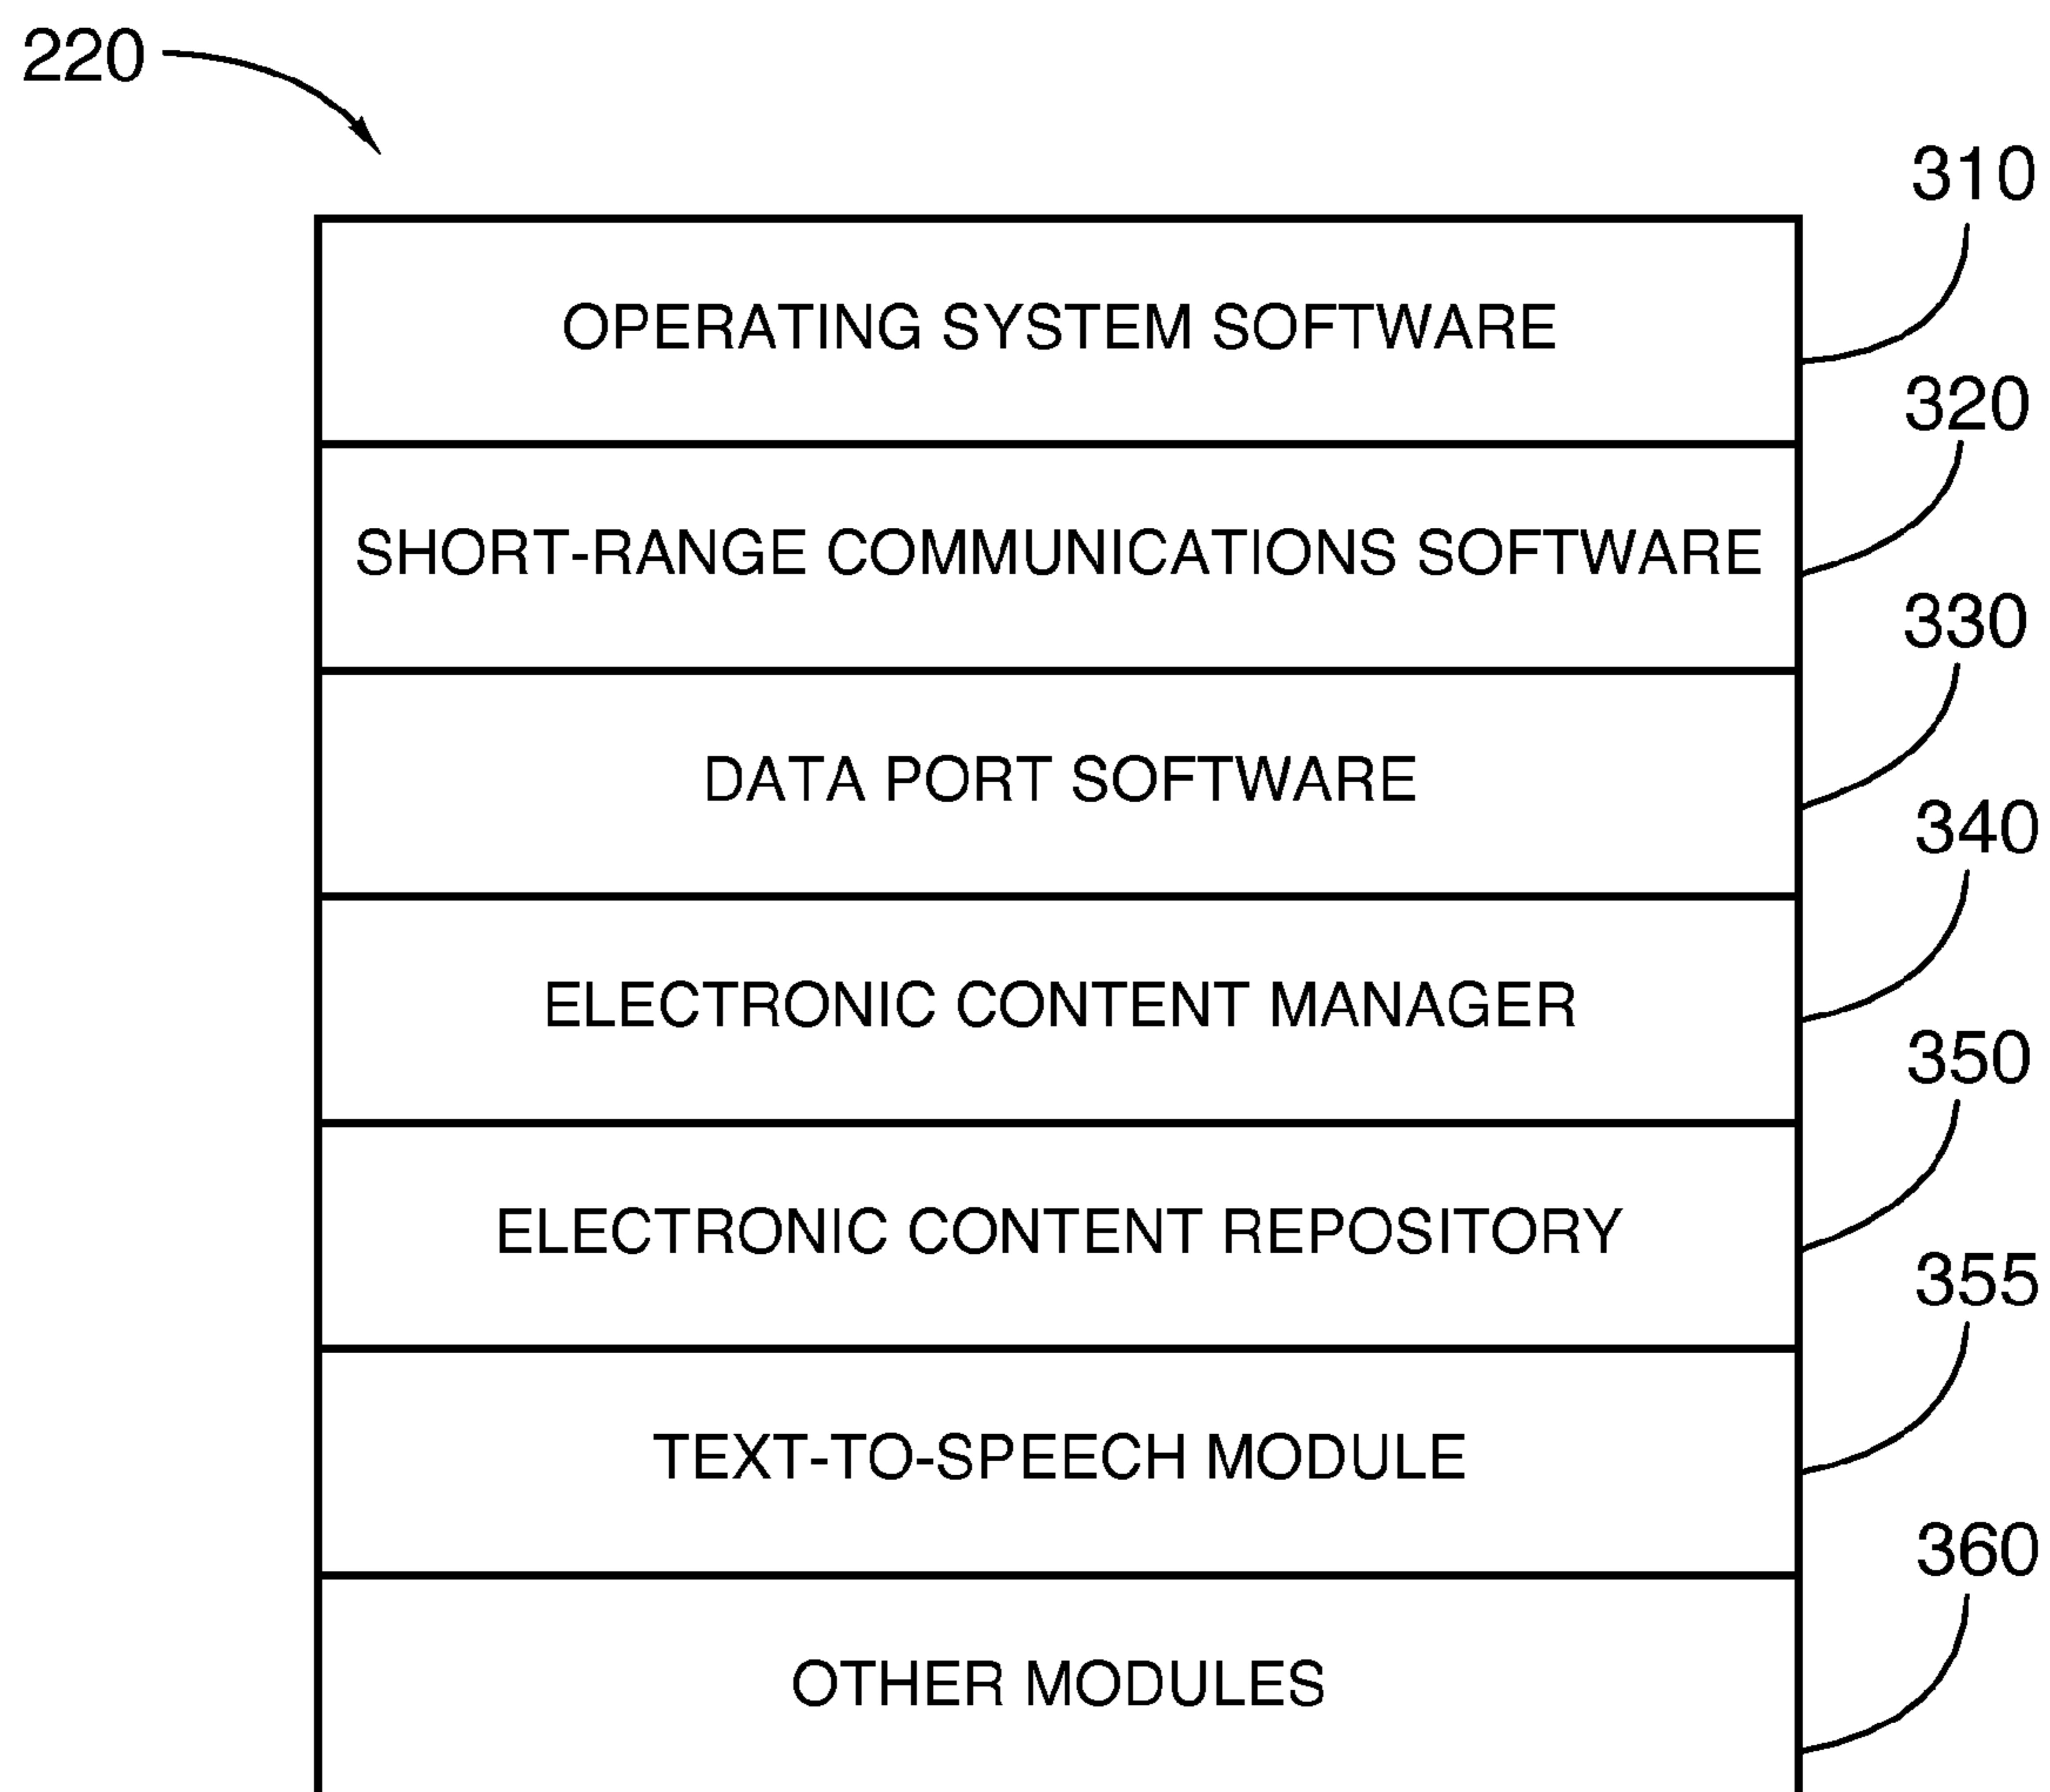 220
310
OPERATING SYSTEM SOFTWARE
320
SHORT-RANGE COMMUNICATIONS SOFTWARE
330
DATA PORT SOFTWARE
340
ELECTRONIC CONTENT MANAGER
350
ELECTRONIC CONTENT REPOSITORY
355
TEXT-TO-SPEECH MODULE
360
OTHER MODULES